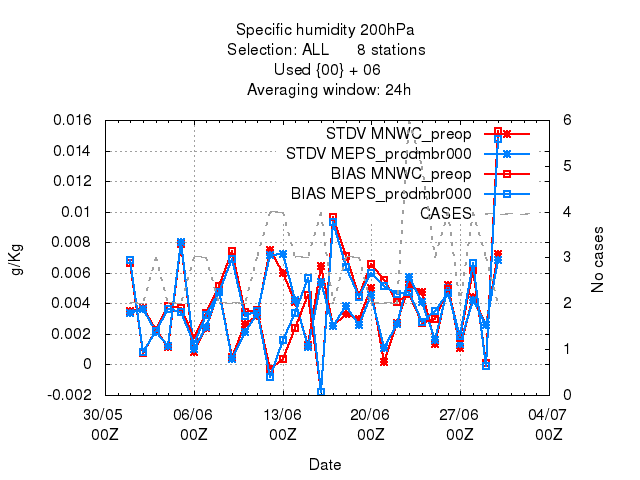 Specific humidity 200hPa
Selection: ALL 8 stations
Used {00} + 06
Averaging window: 24h
STDV MNWC_preop
STDV MEPS_prodmbr000
BIAS MNWC_preop
BIAS MEPS_prodmbr000
CASES
0.016
0.014
0.012
0.01
0.008
0.006
0.004
0.002
0
-0.002
g/Kg
6
5
4
3
2
1
0
No cases
30/05 06/06 13/06 20/06 27/06 04/07
00Z 00Z 00Z 00Z 00Z 00Z
Date